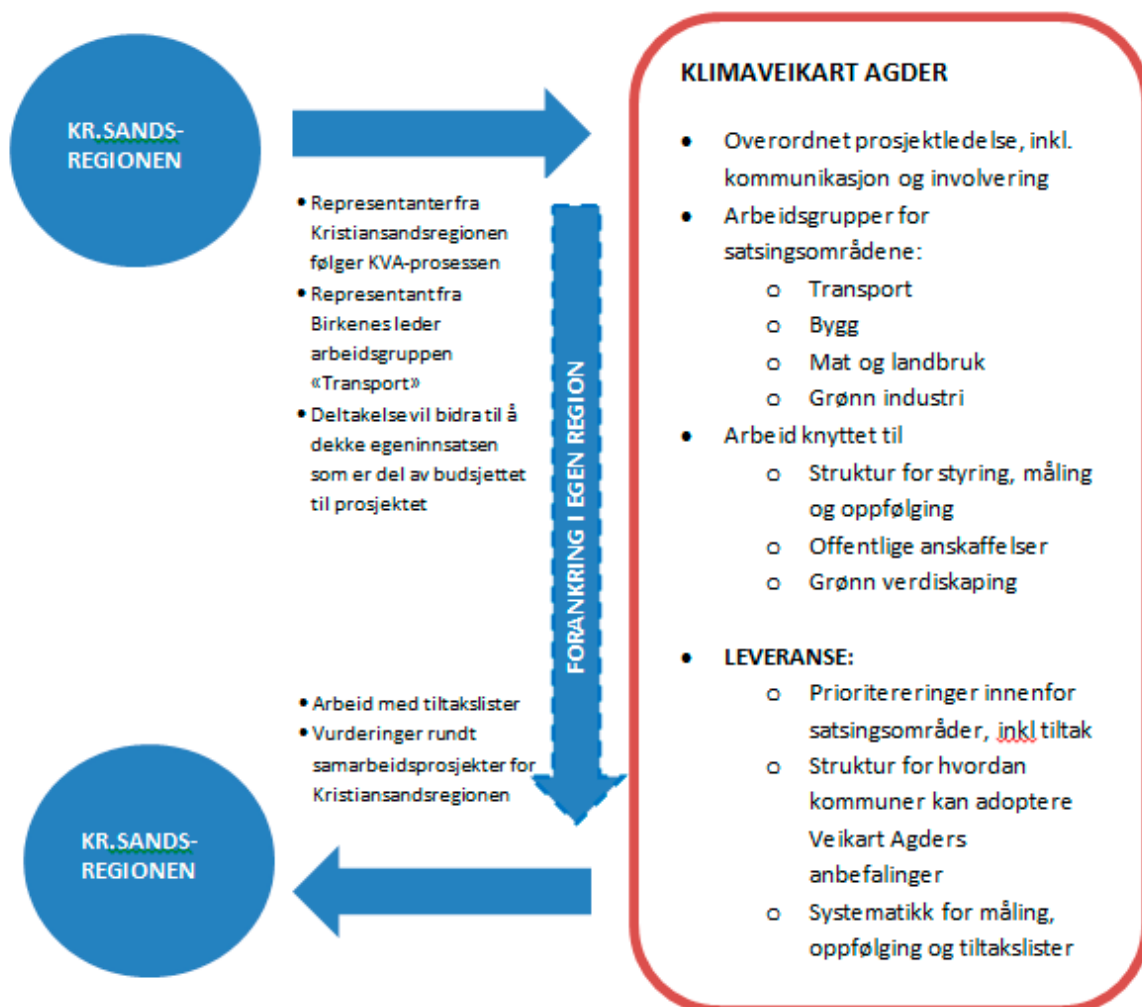 KR.SANDS-
REGIONEN
• Representanter fra
Kristiansandsregionen
følger KVA-prosessen
• Representant fra
Birkenes leder
arbeidsgruppen
«Transport»
• Deltakelse vil bidra til å
dekke egeninnsatsen
som er del av budsjettet
til prosjektet
FORANKRING I EGEN REGION
• Arbeid med tiltakslister
• Vurderinger rundt
samarbeidsprosjekter for
Kristiansandsregionen
KR.SANDS-
REGIONEN
KLIMAVEIKART AGDER
• Overordnet prosjektledelse, inkl.
kommunikasjon og involvering
• Arbeidsgrupper for
satsingsområdene:
o Transport
o Bygg
o Mat og landbruk
o Grønn industri
• Arbeid knyttet til
o Struktur for styring, måling
og oppfølging
o Offentlige anskaffelser
o Grønn verdiskaping
• LEVERANSE:
o Prioritereringer innenfor
satsingsområder, inkl tiltak
o Struktur for hvordan
kommuner kan adoptere
Veikart Agders
anbefalinger
o Systematikk for måling,
oppfølging og tiltakslister